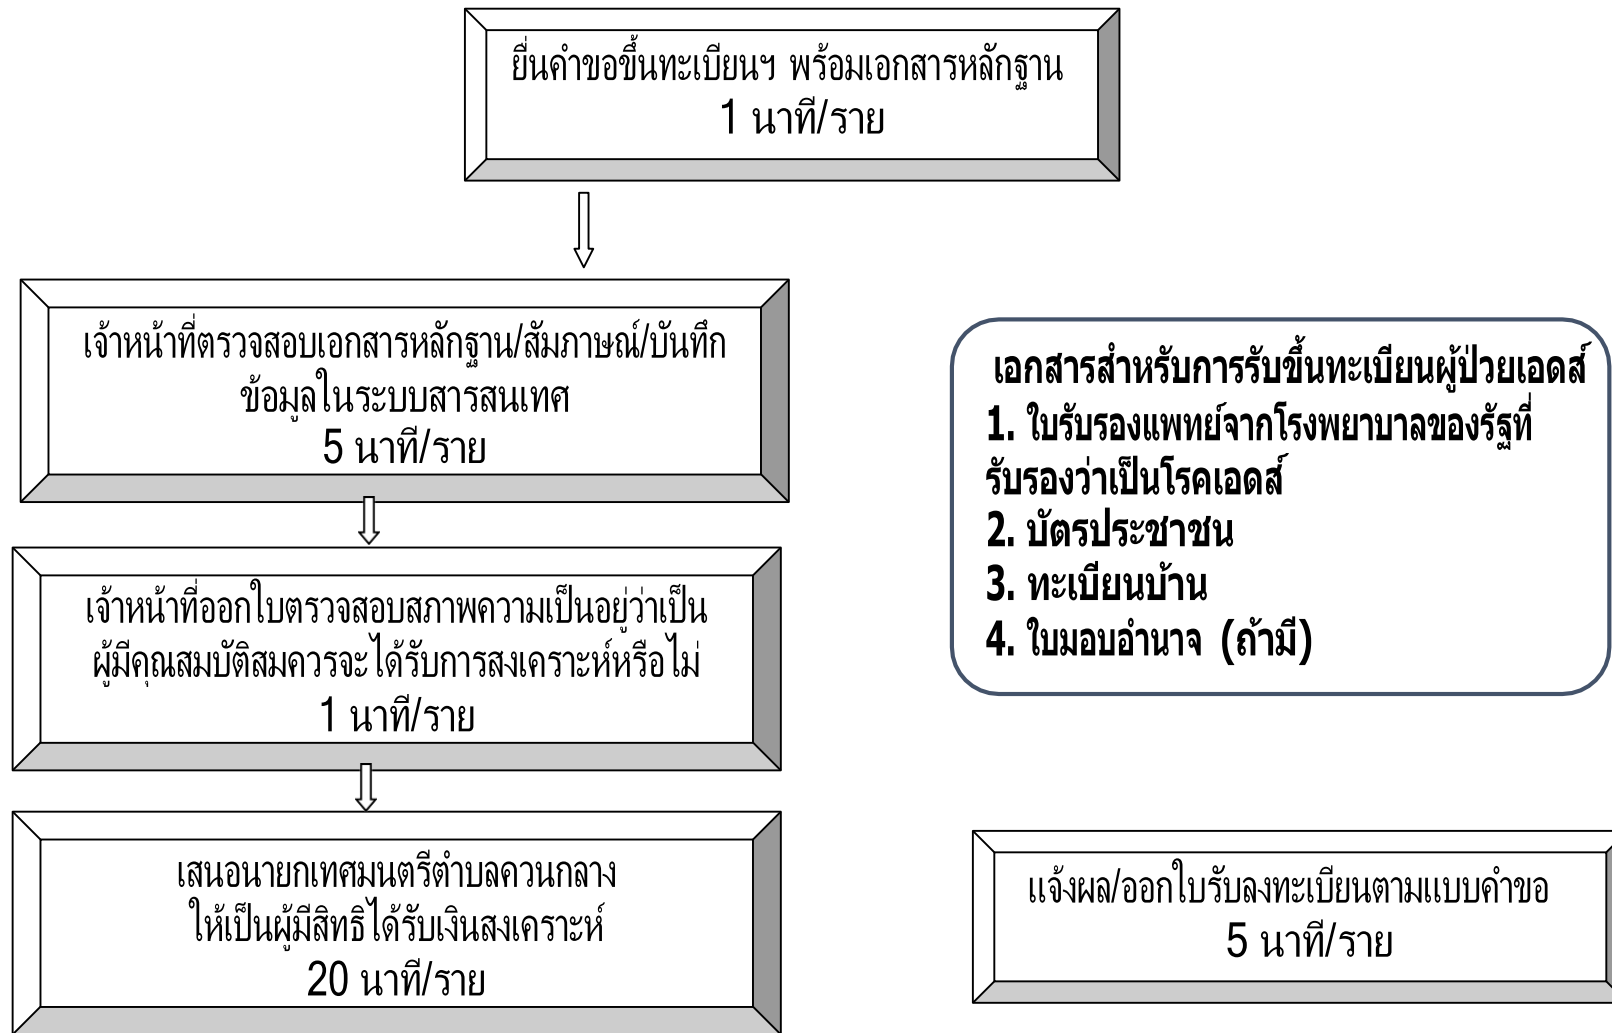 ยื่นคำขอขึ้นทะเบียนฯ พร้อมเอกสารหลักฐาน
1 นาที/ราย
เจ้าหน้าที่ตรวจสอบเอกสารหลักฐาน/สัมภาษณ์/บันทึก
ข้อมูลในระบบสารสนเทศ
5 นาที/ราย
เจ้าหน้าที่ออกใบตรวจสอบสภาพความเป็นอยู่ว่าเป็น
ผู้มีคุณสมบัติสมควรจะได้รับการสงเคราะห์หรือไม่
1 นาที/ราย
เสนอนายกเทศมนตรีตำบลควนกลาง
ให้เป็นผู้มีสิทธิได้รับเงินสงเคราะห์
20 นาที/ราย
เอกสารสำหรับการรับขึ้นทะเบียนผู้ป่วยเอดส์
1. ใบรับรองแพทย์จากโรงพยาบาลของรัฐที่
รับรองว่าเป็นโรคเอดส์
2. บัตรประชาชน
3. ทะเบียนบ้าน
4. ใบมอบอำนาจ (ถ้ามี)
แจ้งผล/ออกใบรับลงทะเบียนตามแบบคำขอ
5 นาที/ราย